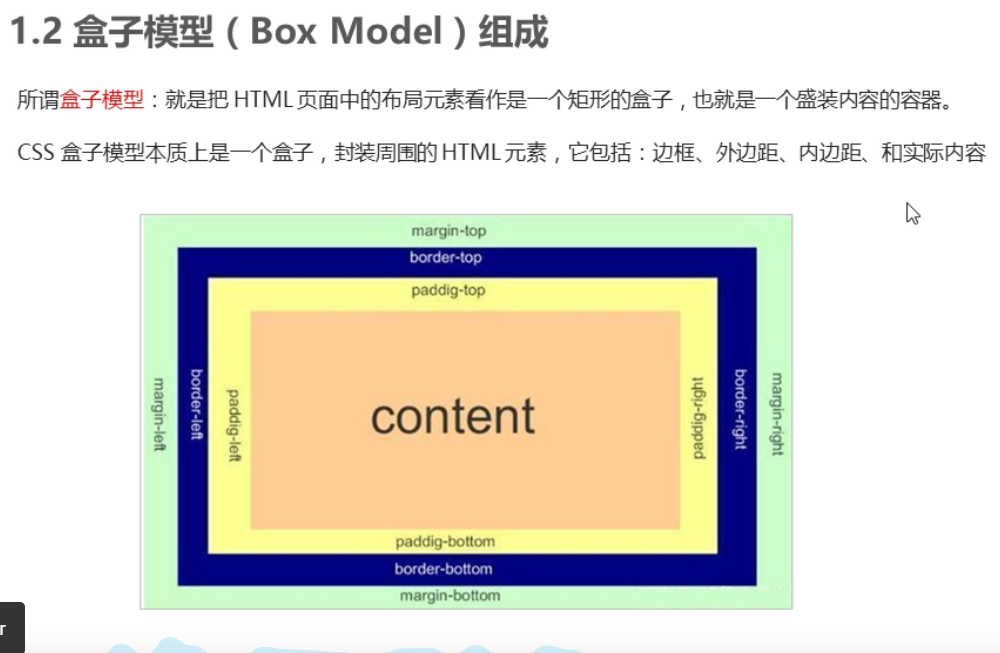 1.2 盒子模型（Box Model）组成
所谓盒子模型：就是把 HTML 页面中的布局元素看作是一个矩形的盒子，也就是一个盛装内容的容器。
CSS 盒子模型本质上是一个盒子，封装周围的 HTML 元素，它包括：边框、外边距、内边距、和实际内容
margin-top
border-top
paddig-top
margin-left
border-left
paddig-left
content
paddig-right
border-right
margin-right
paddig-bottom
border-bottom
margin-bottom
r